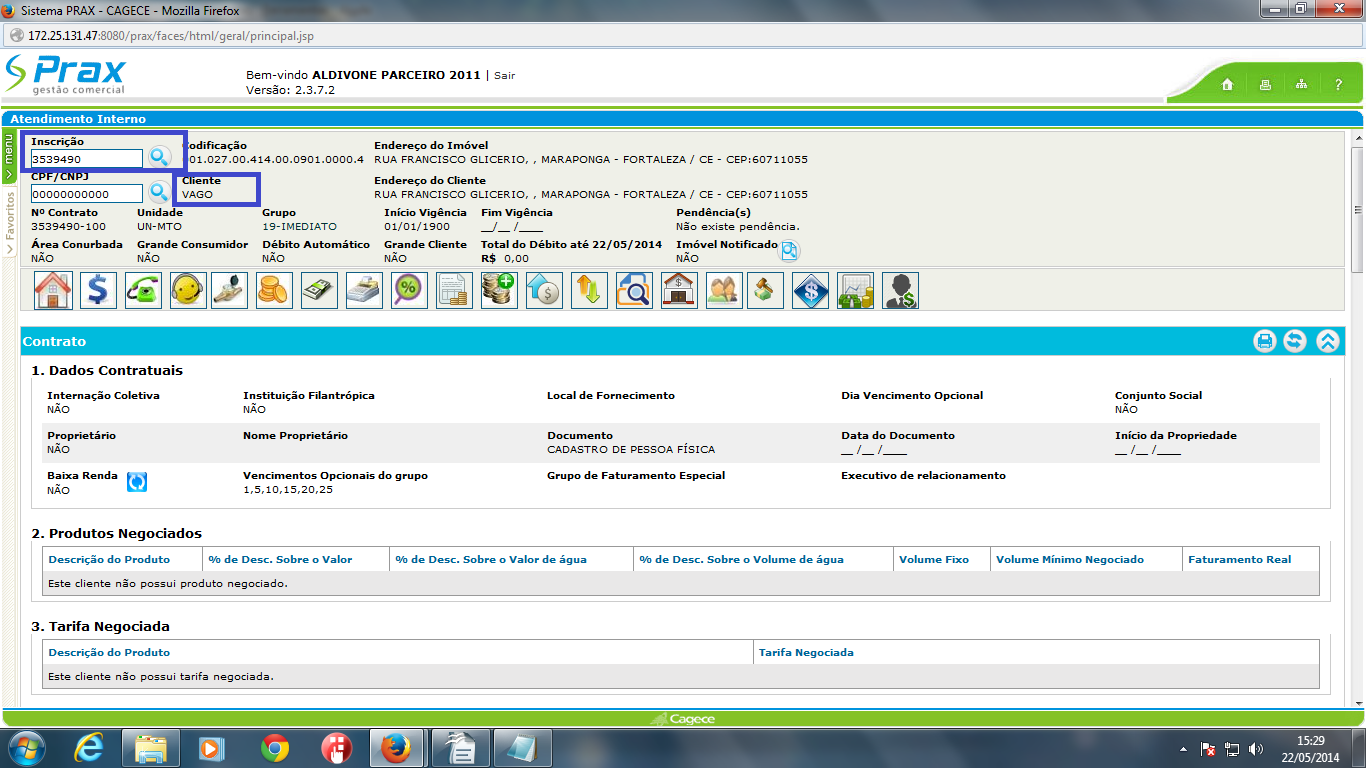 Sistema PRAX - CAGECE - Mozilla Firefox
172.25.131.47:8080/prax/faces/html/geral/principal.jsp
Prax
gestão comercial
Bem-vindo ALDIVONE PARCEIRO 2011 | Sair
Versão: 2.3.7.2
?
Atendimento Interno
menu
Favoritos
Inscrição Codificação Endereço do Imóvel
3539490 01.027.00.414.00.0901.0000.4 RUA FRANCISCO GLICERIO, , MARAPONGA - FORTALEZA / CE - CEP:60711055
CPF/CNPJ Cliente Endereço do Cliente
00000000000 VAGO RUA FRANCISCO GLICERIO, , MARAPONGA - FORTALEZA / CE - CEP:60711055
Nº Contrato Unidade Grupo Início Vigência Fim Vigência Pendência(s)
3539490-100 UN-MTO 19-IMEDIATO 01/01/1900 __/__ /____ Não existe pendência.
Área Conurbada Grande Consumidor Débito Automático Grande Cliente Total do Débito até 22/05/2014 Imóvel Notificado
NÃO NÃO NÃO NÃO R$ 0,00 NÃO
Contrato
1. Dados Contratuais
Internação Coletiva Instituição Filantrópica Local de Fornecimento Dia Vencimento Opcional Conjunto Social
NÃO NÃO NÃO
Proprietário Nome Proprietário Documento Data do Documento Início da Propriedade
NÃO CADASTRO DE PESSOA FÍSICA __ /__ /____ __ /__ /____
Baixa Renda Vencimentos Opcionais do grupo Grupo de Faturamento Especial Executivo de relacionamento
NÃO 1,5,10,15,20,25
2. Produtos Negociados
Descrição do Produto % de Desc. Sobre o Valor % de Desc. Sobre o Valor de água % de Desc. Sobre o Volume de água Volume Fixo Volume Mínimo Negociado Faturamento Real
Este cliente não possui produto negociado.
3. Tarifa Negociada
Descrição do Produto Tarifa Negociada
Este cliente não possui tarifa negociada.
Cagece
15:29
22/05/2014